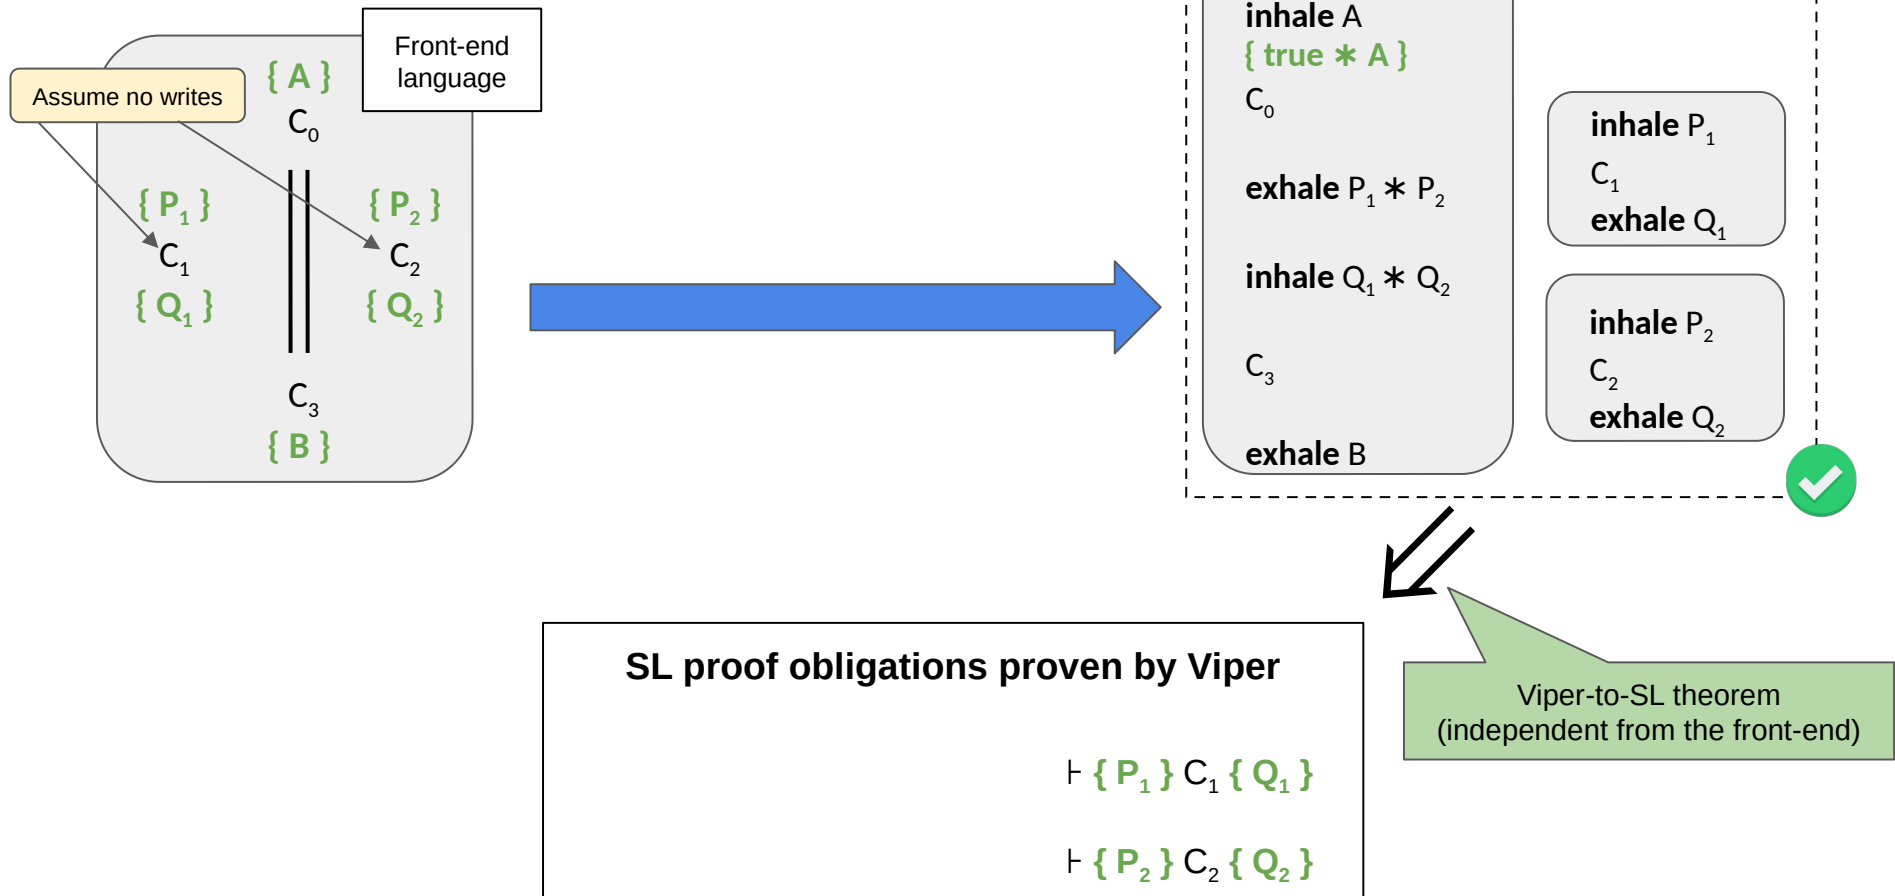 Front-end
language
Assume no writes
{ A }
C₀
{ P₁ }
{ P₂ }
C₁
C₂
{ Q₁ }
{ Q₂ }
C₃
{ B }
inhale A
{ true ∗ A }
C₀
exhale P₁ ∗ P₂
inhale Q₁ ∗ Q₂
C₃
exhale B
inhale P₁
C₁
exhale Q₁
inhale P₂
C₂
exhale Q₂
Viper-to-SL theorem
(independent from the front-end)
SL proof obligations proven by Viper
⊦ { P₁ } C₁ { Q₁ }
⊦ { P₂ } C₂ { Q₂ }